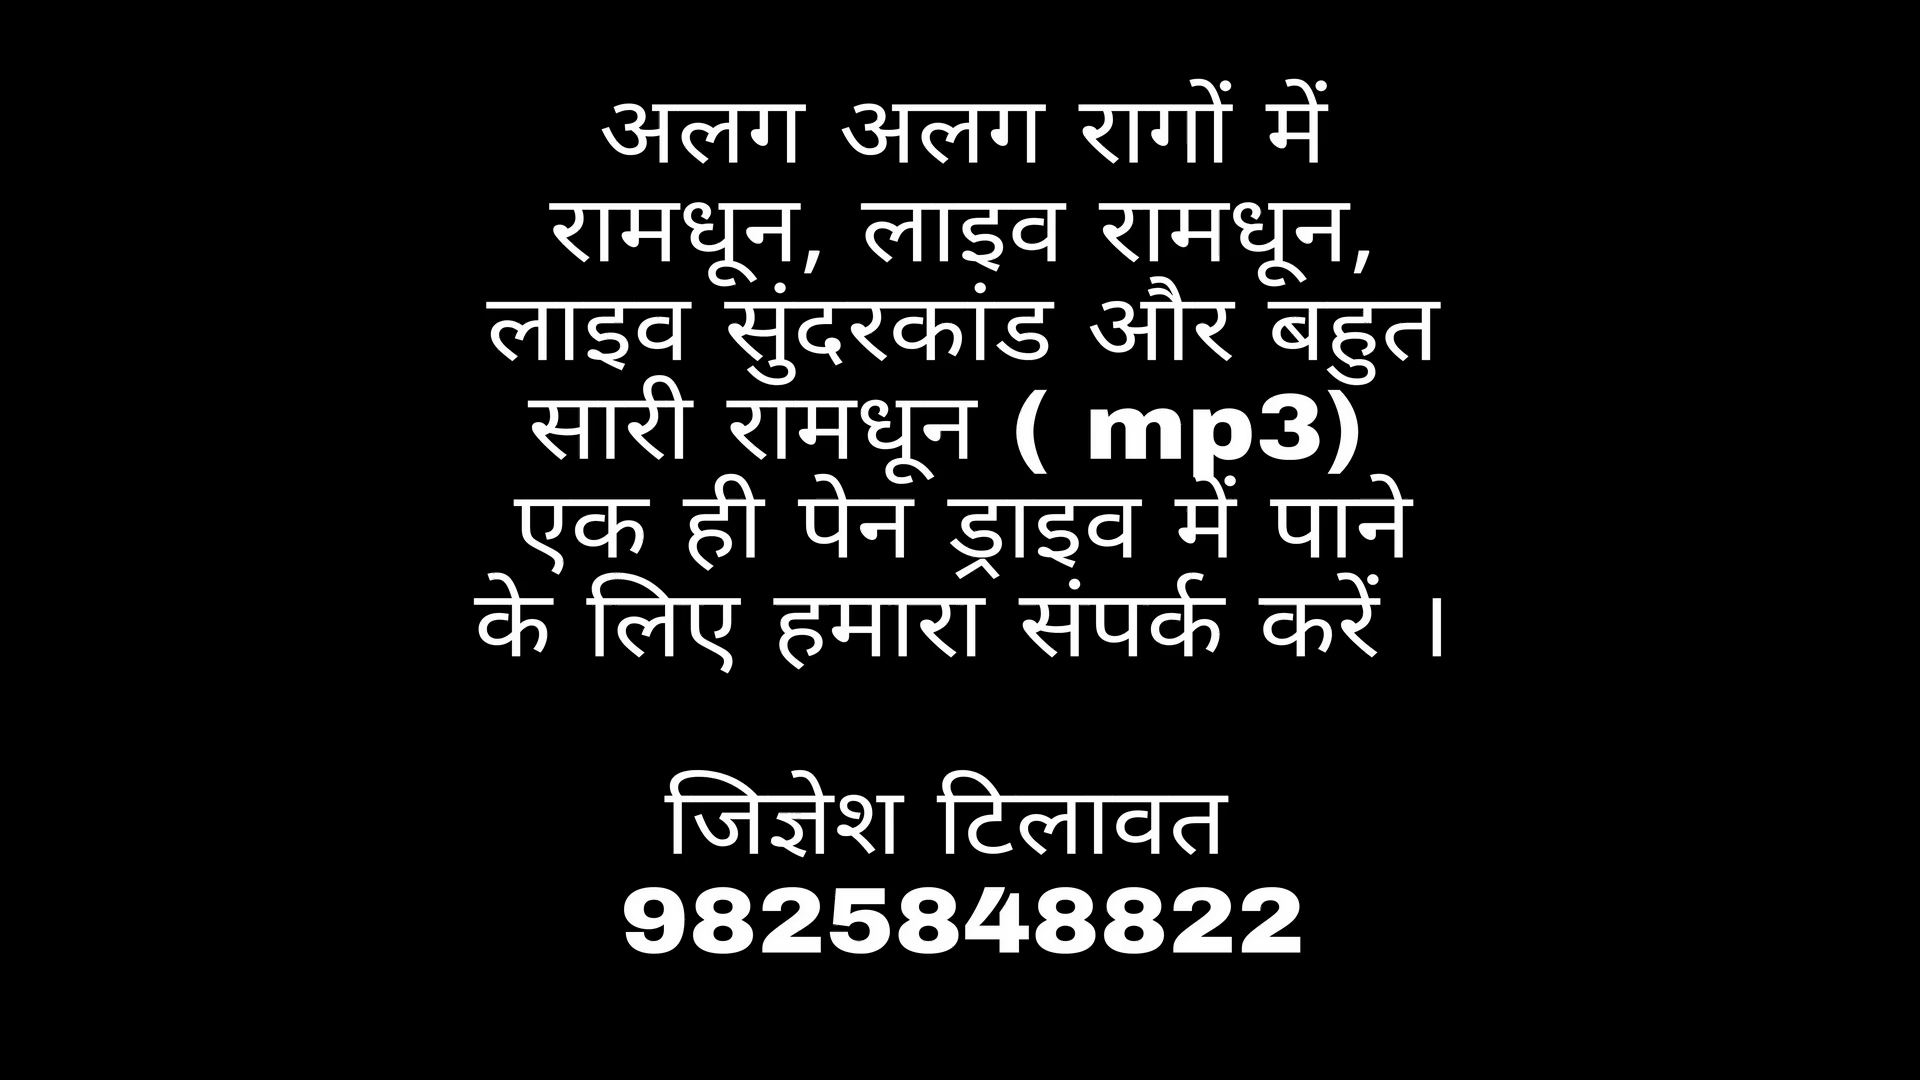 अलग अलग रागों में
रामधून, लाइव रामधून,
लाइव सुंदरकांड और बहुत
सारी रामधून ( mp3)
एक ही पेन ड्राइव में पाने
के लिए हमारा संपर्क करें ।
जिज्ञेश टिलावत
9825848822